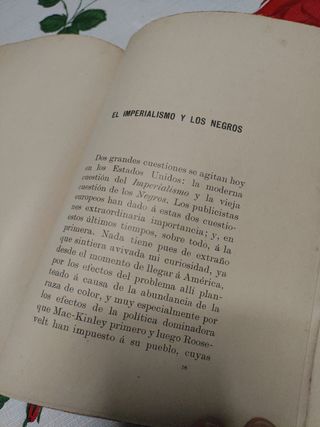 EL IMPERIALISMO Y LOS NEGROS
Dos grandes cuestiones se agitan hoy
en los Estados Unidos: la moderna
cuestión del Imperialismo y la vieja
cuestión de los Negros. Los publicistas
europeos han dado á estas dos cuestio-
nes extraordinaria importancia; y, en
estos últimos tiempos, sobre todo, á la
primera. Nada tiene pues de extraño
que sintiera avivada mi curiosidad, ya
desde el momento de llegar á América,
por los efectos del problema allí plan-
teado á causa de la abundancia de la
raza de color, y muy especialmente por
los efectos de la política dominadora
que Mac-Kinley primero y luego Roose-
velt han impuesto á su pueblo, cuyas
18